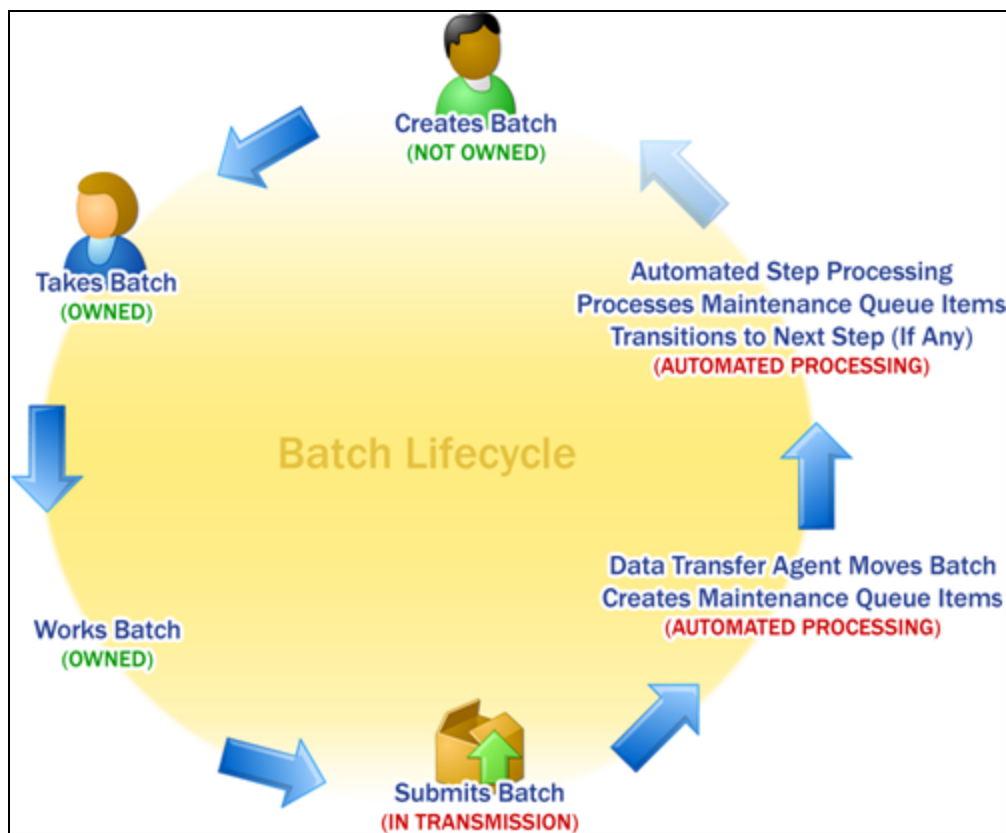 Creates Batch
(NOT OWNED)
Takes Batch
(OWNED)
Automated Step Processing
Processes Maintenance Queue Items
Transitions to Next Step (If Any)
(AUTOMATED PROCESSING)
Batch Lifecycle
Data Transfer Agent Moves Batch
Creates Maintenance Queue Items
(AUTOMATED PROCESSING)
Works Batch
(OWNED)
Submits Batch
(IN TRANSMISSION)